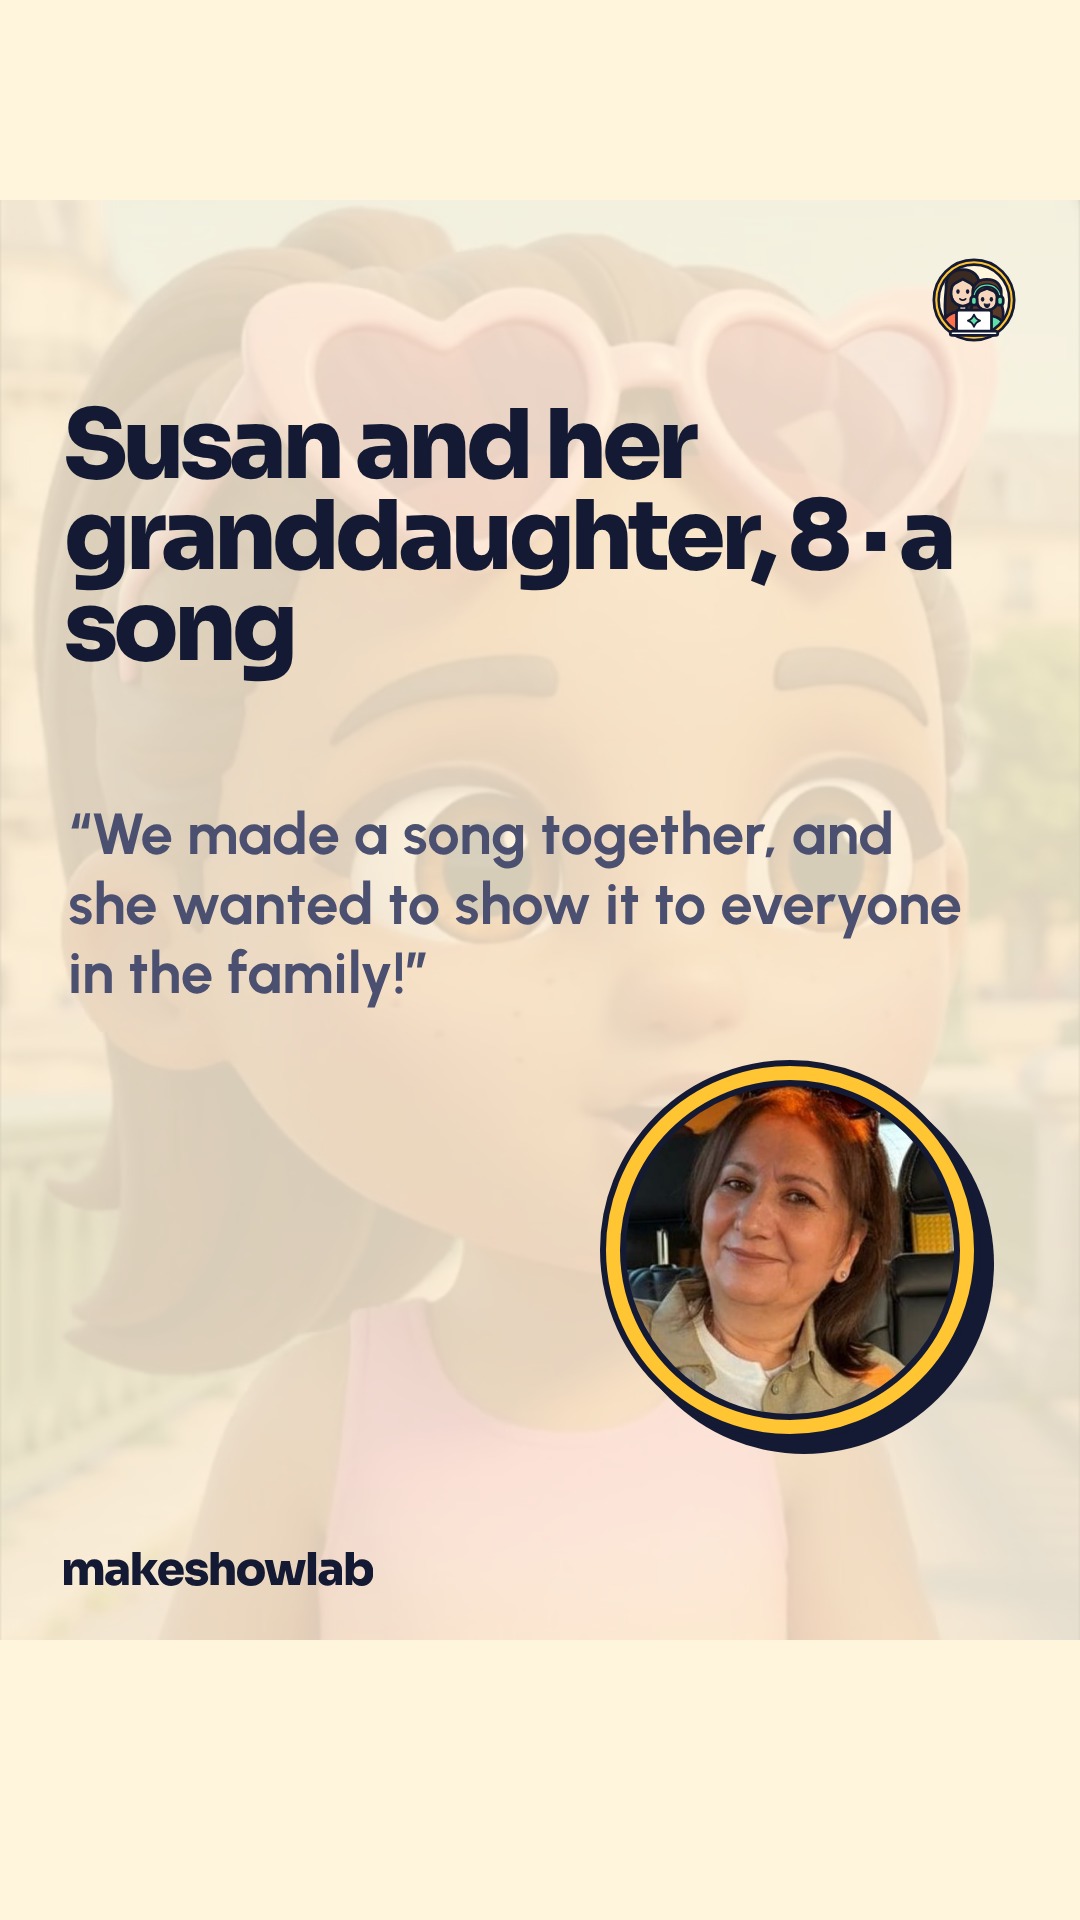 Susan and her
granddaughter, 8 · a
song
“We made a song together, and
she wanted to show it to everyone
in the family!”
makeshowlab